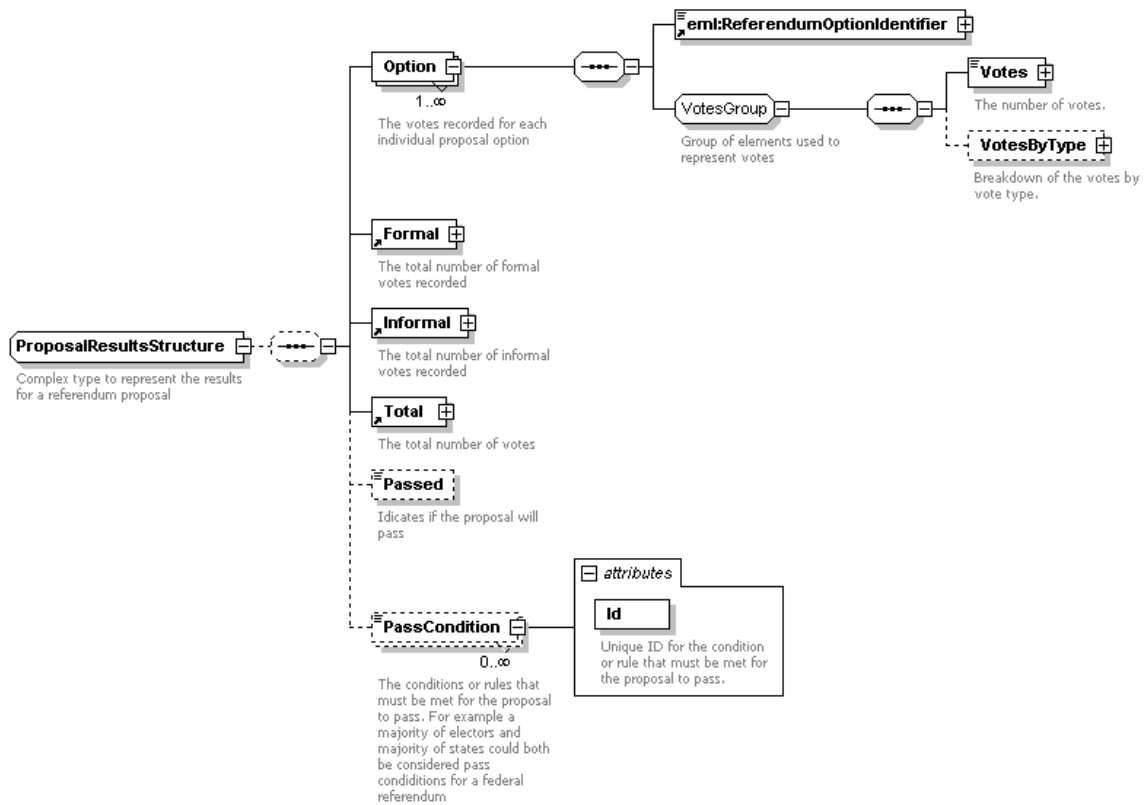 eml:ReferendumOptionIdentifier
Option
1..∞
The votes recorded for each
individual proposal option
VotesGroup
Group of elements used to
represent votes
Votes
The number of votes.
VotesByType
Breakdown of the votes by
vote type.
Formal
The total number of formal
votes recorded
Informal
The total number of informal
votes recorded
ProposalResultsStructure
Complex type to represent the results
for a referendum proposal
Total
The total number of votes
Passed
Idicates if the proposal will
pass
attributes
Id
Unique ID for the condition
or rule that must be met for
the proposal to pass.
PassCondition
0..∞
The conditions or rules that
must be met for the proposal
to pass. For example a
majority of electors and
majority of states could both
be considered pass
condiditions for a federal
referendum